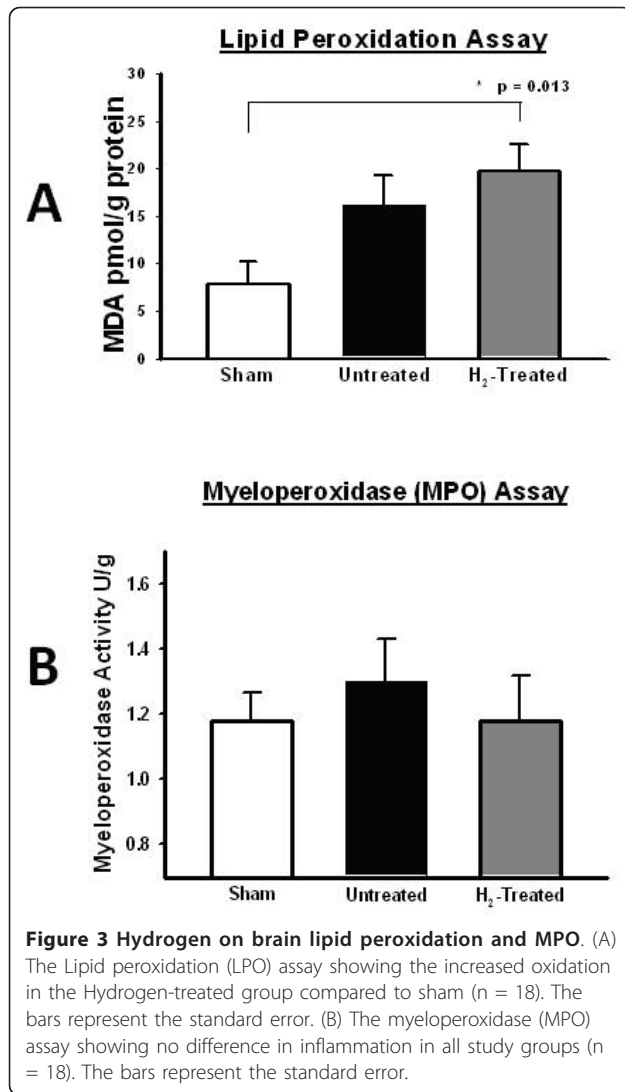 Lipid Peroxidation Assay
30
* p = 0.013
25
20
15
10
5
0
MDA pmol/g protein
A
Sham Untreated H₂-Treated
Myeloperoxidase (MPO) Assay
1.6
1.4
1.2
1.0
0.8
Myeloperoxidase Activity U/g
B
Sham Untreated H₂-Treated
Figure 3 Hydrogen on brain lipid peroxidation and MPO. (A)
The Lipid peroxidation (LPO) assay showing the increased oxidation
in the Hydrogen-treated group compared to sham (n = 18). The
bars represent the standard error. (B) The myeloperoxidase (MPO)
assay showing no difference in inflammation in all study groups (n
= 18). The bars represent the standard error.